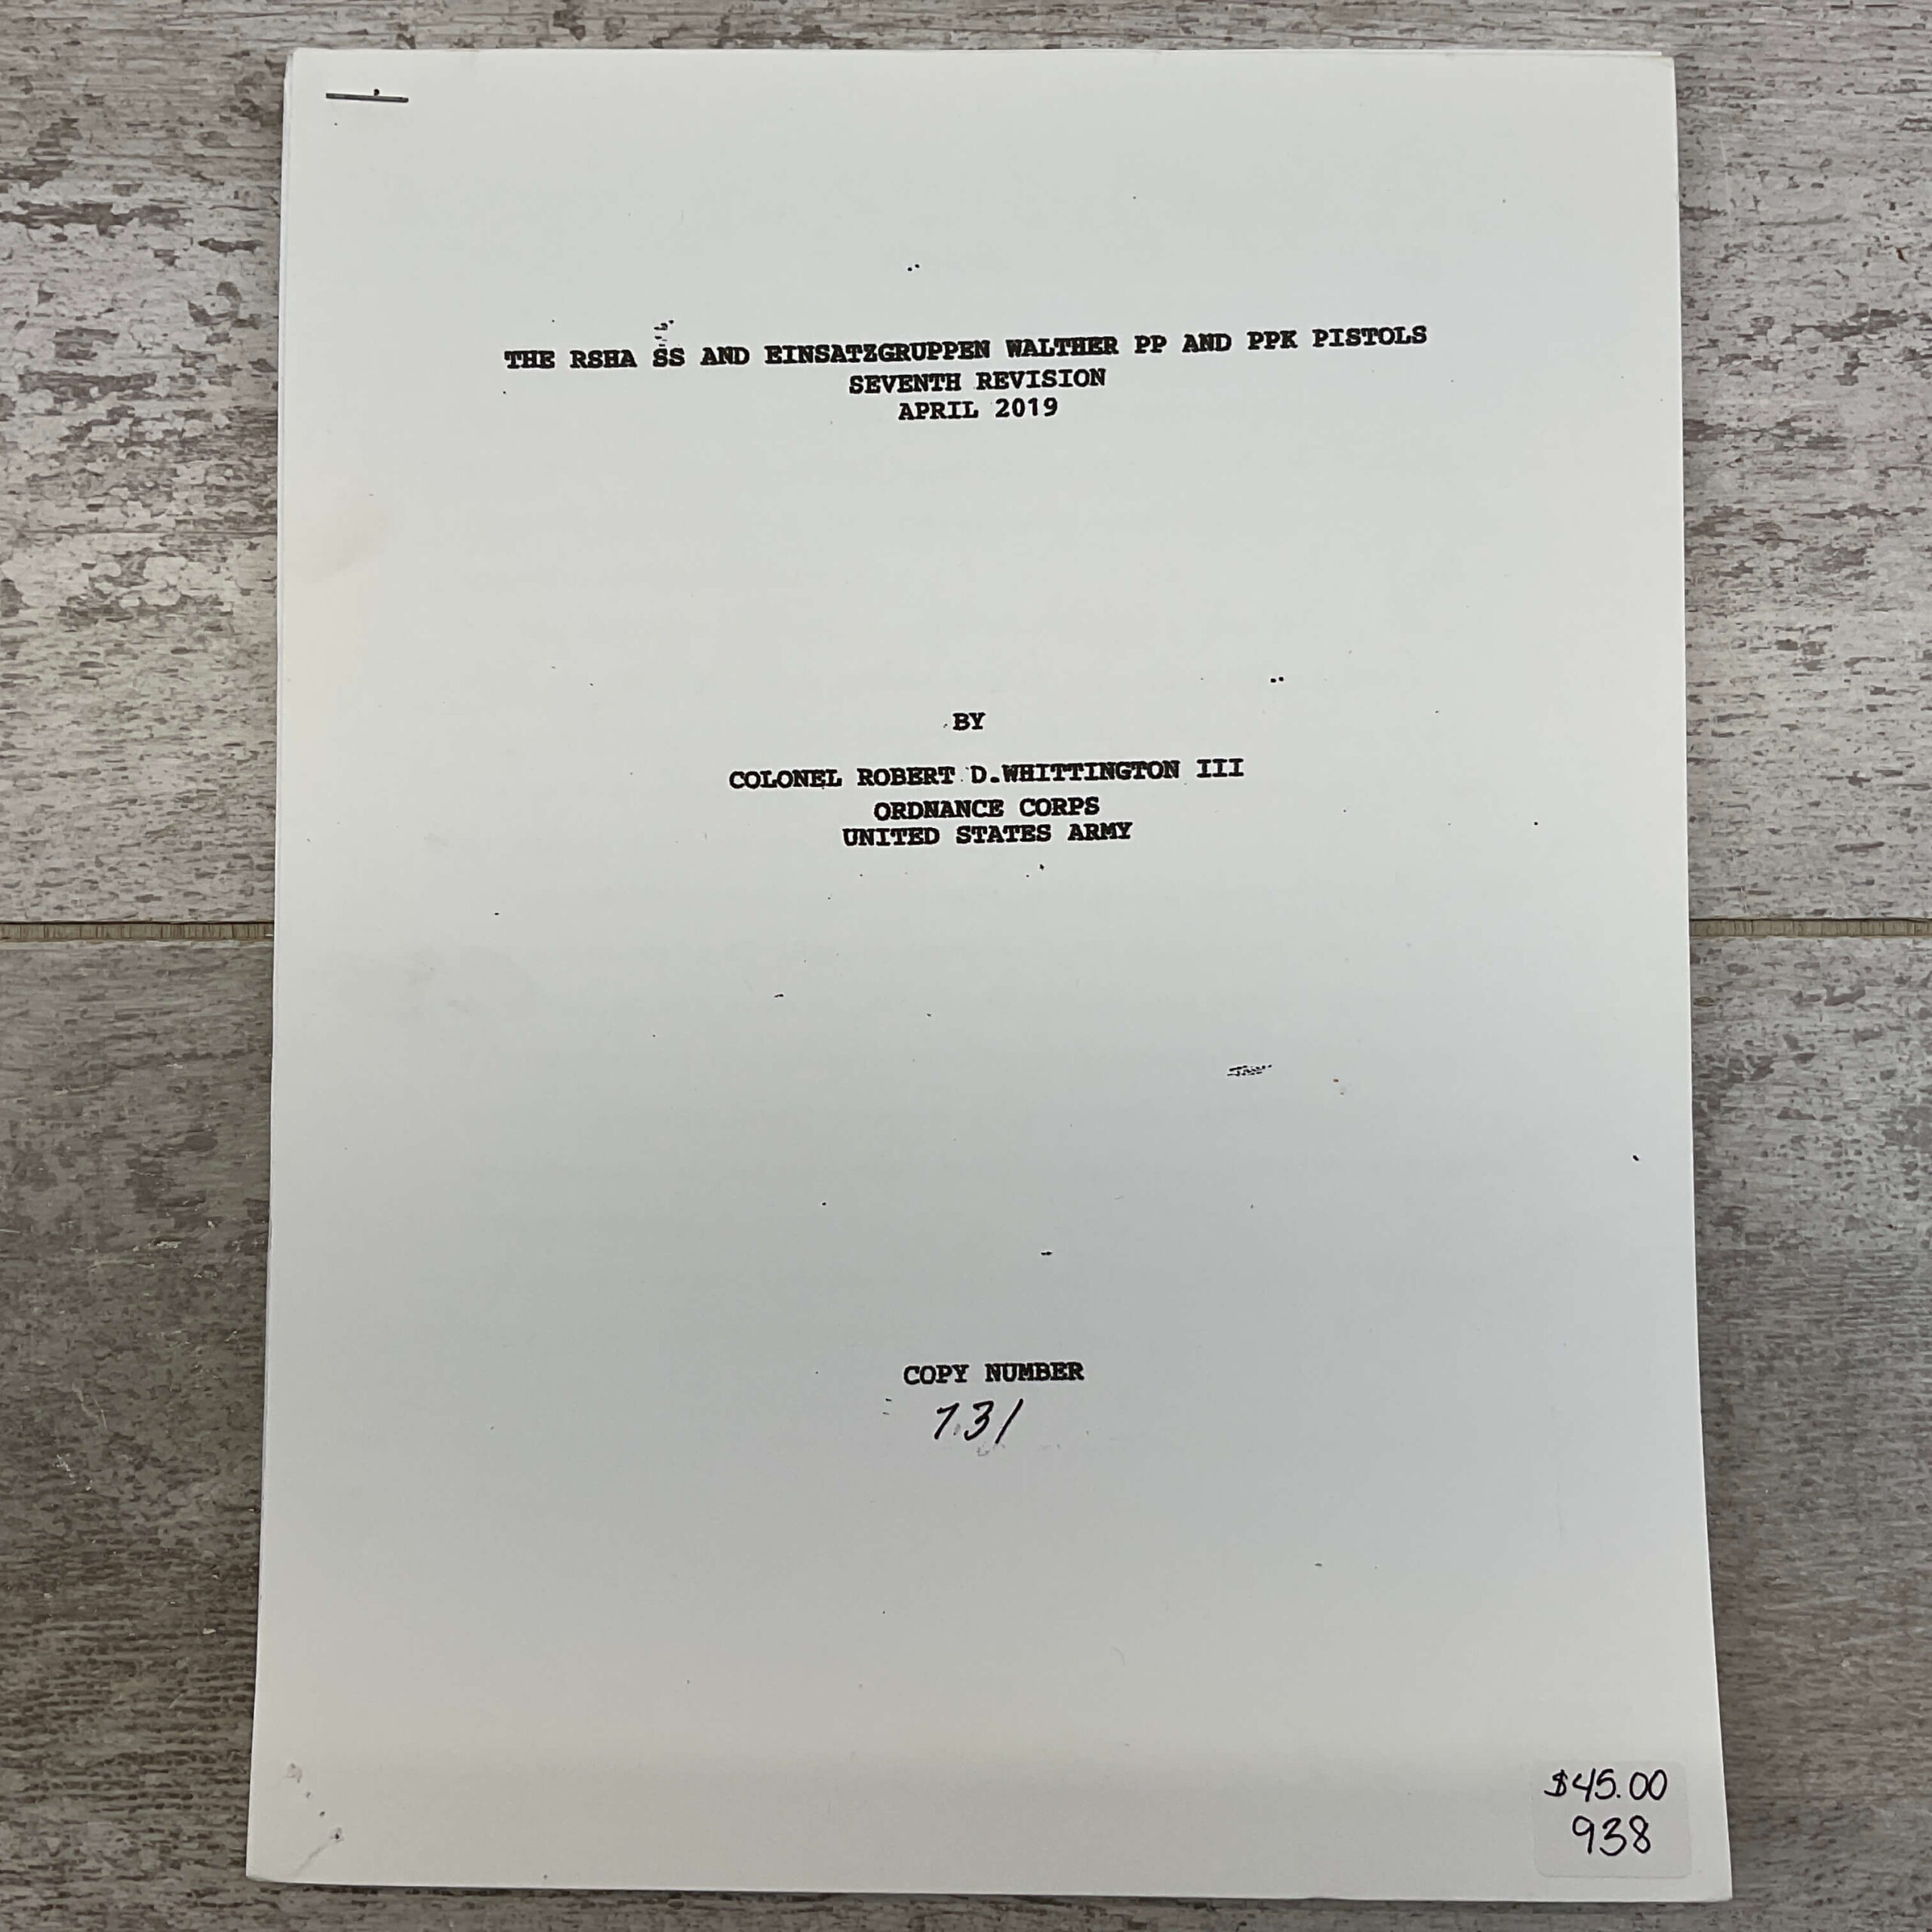 THE RSHA SS AND EINSATZGRUPPEN WALTHER PP AND PPK PISTOLS
SEVENTH REVISION
APRIL 2019
BY
COLONEL ROBERT D.WHITTINGTON III
ORDNANCE CORPS
UNITED STATES ARMY
COPY NUMBER
731
$45.00
938